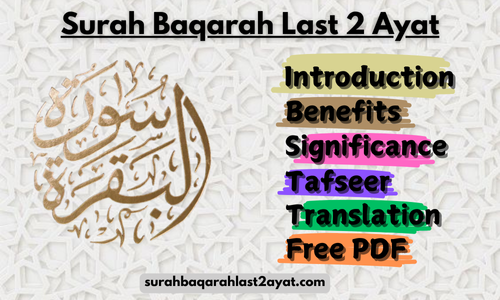 Surah Baqarah Last 2 Ayat
سورة
البقرة
Introduction
Benefits
Significance
Tafseer
Translation
Free PDF
surahbaqarahlast2ayat.com